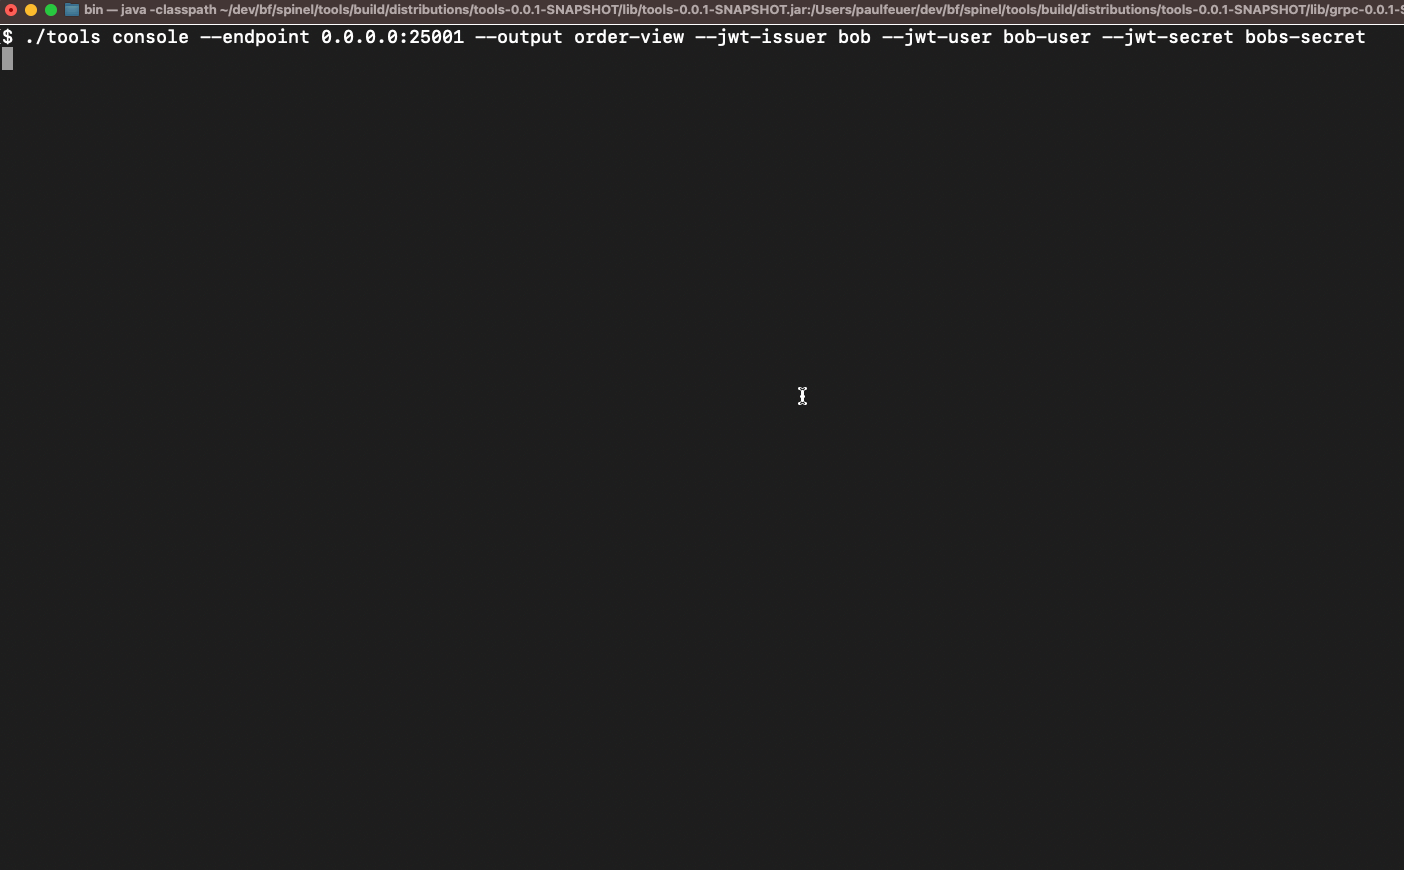 bin — java -classpath ~/dev/bf/spinel/tools/build/distributions/tools-0.0.1-SNAPSHOT/lib/tools-0.0.1-SNAPSHOT.jar:/Users/paulfeuer/dev/bf/spinel/tools/build/distributions/tools-0.0.1-SNAPSHOT/lib/grpc-0.0.1-S
$ ./tools console --endpoint 0.0.0.0:25001 --output order-view --jwt-issuer bob --jwt-user bob-user --jwt-secret bobs-secret